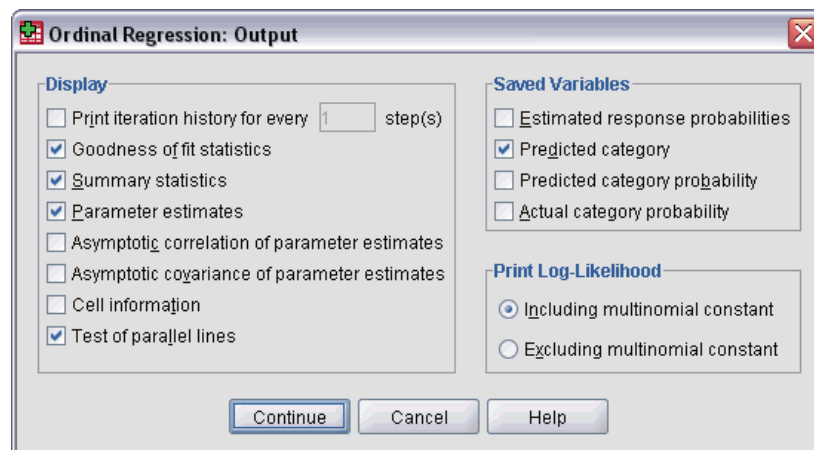 Ordinal Regression: Output
Display
Print iteration history for every 1 step(s)
Goodness of fit statistics
Summary statistics
Parameter estimates
Asymptotic correlation of parameter estimates
Asymptotic covariance of parameter estimates
Cell information
Test of parallel lines
Saved Variables
Estimated response probabilities
Predicted category
Predicted category probability
Actual category probability
Print Log-Likelihood
Including multinomial constant
Excluding multinomial constant
Continue
Cancel
Help